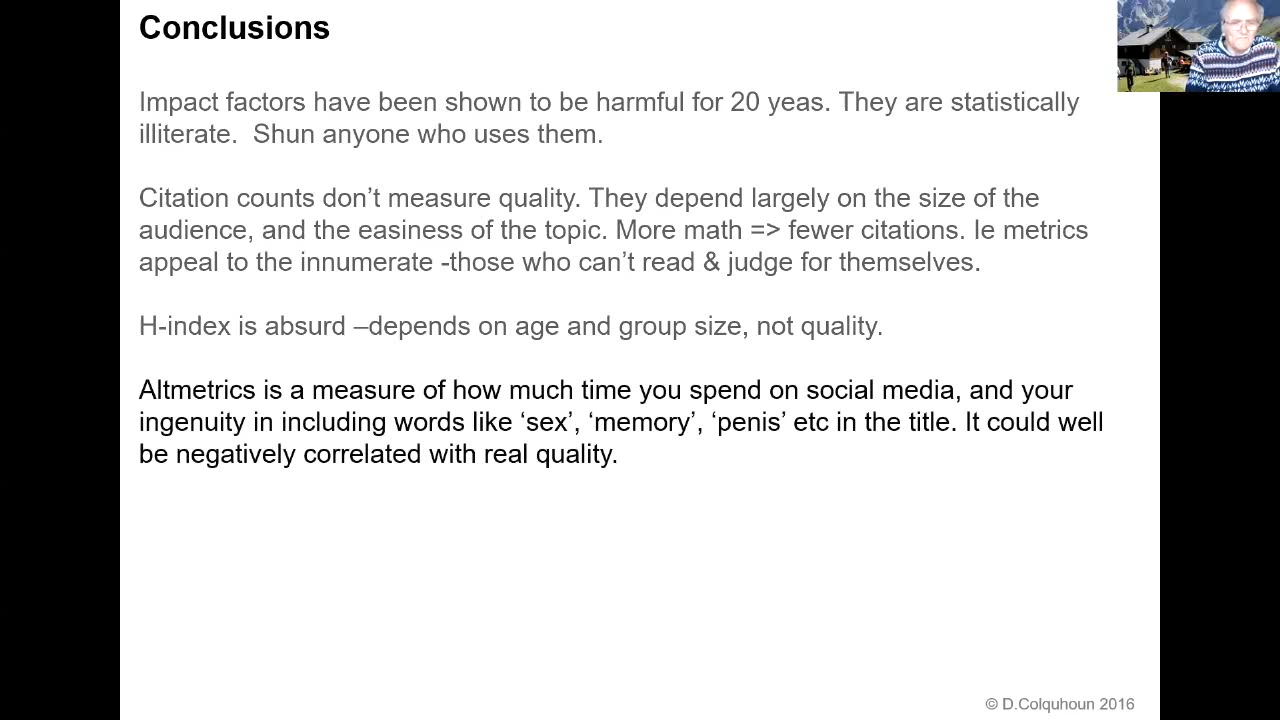 Conclusions
Impact factors have been shown to be harmful for 20 yeas. They are statistically
illiterate.  Shun anyone who uses them.
Citation counts don’t measure quality. They depend largely on the size of the
audience, and the easiness of the topic. More math => fewer citations. Ie metrics
appeal to the innumerate -those who can’t read & judge for themselves.
H-index is absurd –depends on age and group size, not quality.
Altmetrics is a measure of how much time you spend on social media, and your
ingenuity in including words like ‘sex’, ‘memory’, ‘penis’ etc in the title. It could well
be negatively correlated with real quality.
© D.Colquhoun 2016